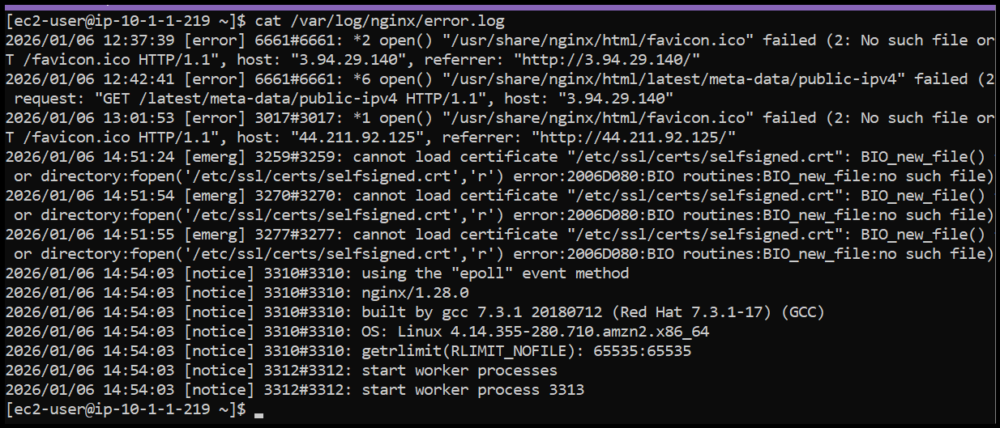 [ec2-user@ip-10-1-1-219 ~]$ cat /var/log/nginx/error.log
2026/01/06 12:37:39 [error] 6661#6661: *2 open() "/usr/share/nginx/html/favicon.ico" failed (2: No such file or
T /favicon.ico HTTP/1.1", host: "3.94.29.140", referrer: "http://3.94.29.140/"
2026/01/06 12:42:41 [error] 6661#6661: *6 open() "/usr/share/nginx/html/latest/meta-data/public-ipv4" failed (2
 request: "GET /latest/meta-data/public-ipv4 HTTP/1.1", host: "3.94.29.140"
2026/01/06 13:01:53 [error] 3017#3017: *1 open() "/usr/share/nginx/html/favicon.ico" failed (2: No such file or
T /favicon.ico HTTP/1.1", host: "44.211.92.125", referrer: "http://44.211.92.125/"
2026/01/06 14:51:24 [emerg] 3259#3259: cannot load certificate "/etc/ssl/certs/selfsigned.crt": BIO_new_file()
 or directory:fopen('/etc/ssl/certs/selfsigned.crt','r') error:2006D080:BIO routines:BIO_new_file:no such file)
2026/01/06 14:51:54 [emerg] 3270#3270: cannot load certificate "/etc/ssl/certs/selfsigned.crt": BIO_new_file()
 or directory:fopen('/etc/ssl/certs/selfsigned.crt','r') error:2006D080:BIO routines:BIO_new_file:no such file)
2026/01/06 14:51:55 [emerg] 3277#3277: cannot load certificate "/etc/ssl/certs/selfsigned.crt": BIO_new_file()
 or directory:fopen('/etc/ssl/certs/selfsigned.crt','r') error:2006D080:BIO routines:BIO_new_file:no such file)
2026/01/06 14:54:03 [notice] 3310#3310: using the "epoll" event method
2026/01/06 14:54:03 [notice] 3310#3310: nginx/1.28.0
2026/01/06 14:54:03 [notice] 3310#3310: built by gcc 7.3.1 20180712 (Red Hat 7.3.1-17) (GCC)
2026/01/06 14:54:03 [notice] 3310#3310: OS: Linux 4.14.355-280.710.amzn2.x86_64
2026/01/06 14:54:03 [notice] 3310#3310: getrlimit(RLIMIT_NOFILE): 65535:65535
2026/01/06 14:54:03 [notice] 3312#3312: start worker processes
2026/01/06 14:54:03 [notice] 3312#3312: start worker process 3313
[ec2-user@ip-10-1-1-219 ~]$